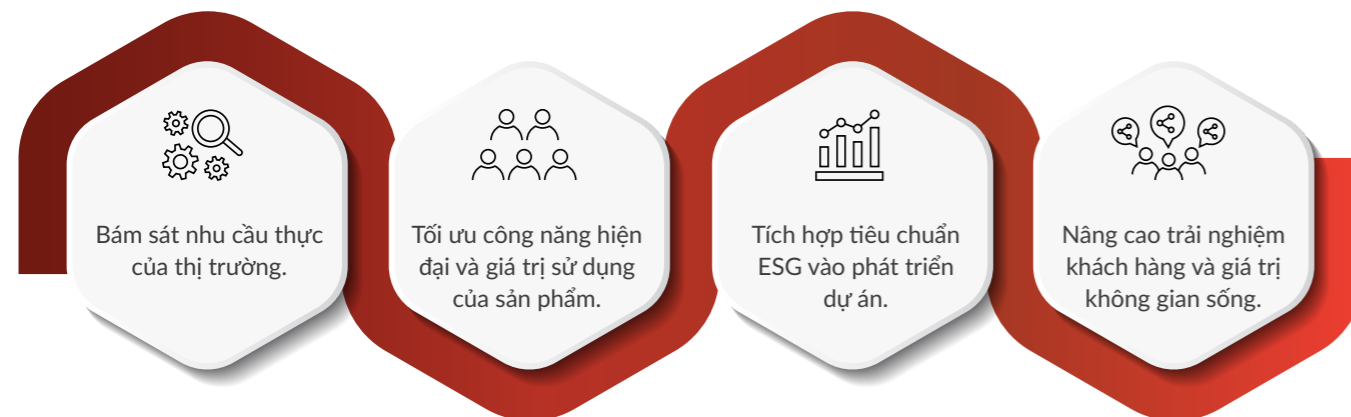 Bám sát nhu cầu thực
của thị trường.
Tối ưu công năng hiện
đại và giá trị sử dụng
của sản phẩm.
Tích hợp tiêu chuẩn
ESG vào phát triển
dự án.
Nâng cao trải nghiệm
khách hàng và giá trị
không gian sống.